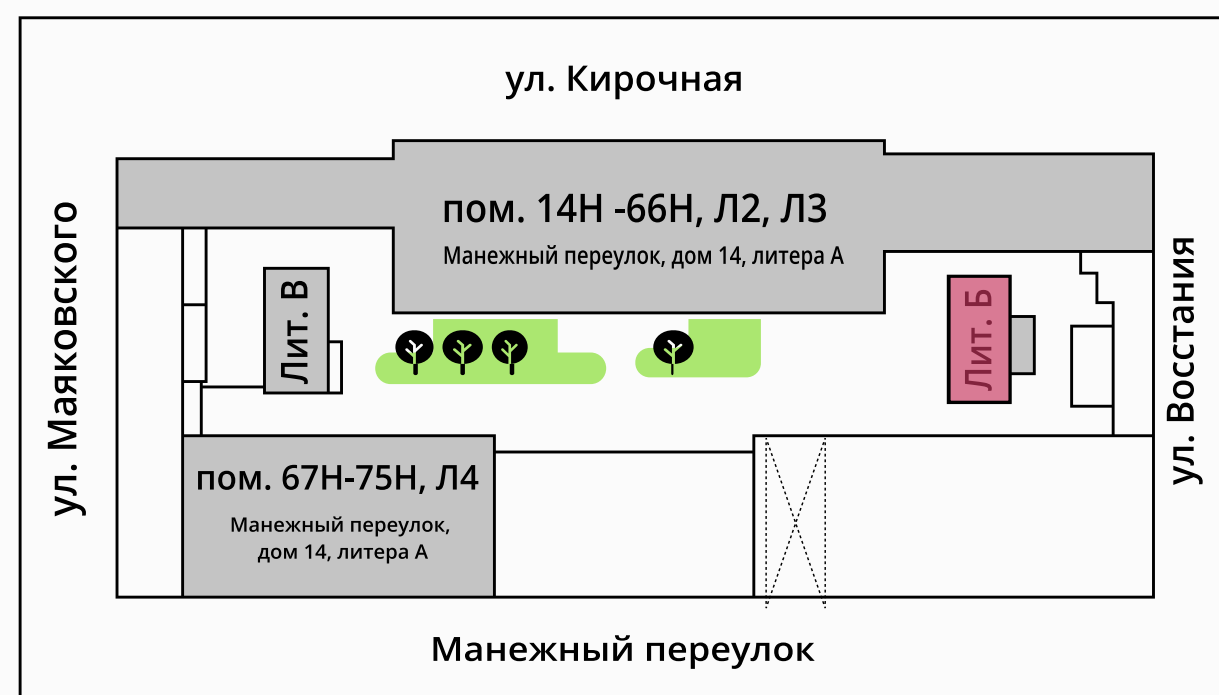 ул. Кирочная
ул. Маяковского
пом. 14Н -66Н, Л2, Л3
Манежный переулок, дом 14, литера А
Лит. В
Лит. Б
ул. Восстания
пом. 67Н-75Н, Л4
Манежный переулок,
дом 14, литера А
Манежный переулок